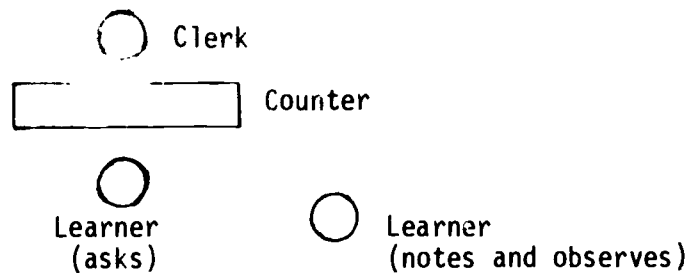 Clerk
Counter
Learner
(asks)
Learner
(notes and observes)